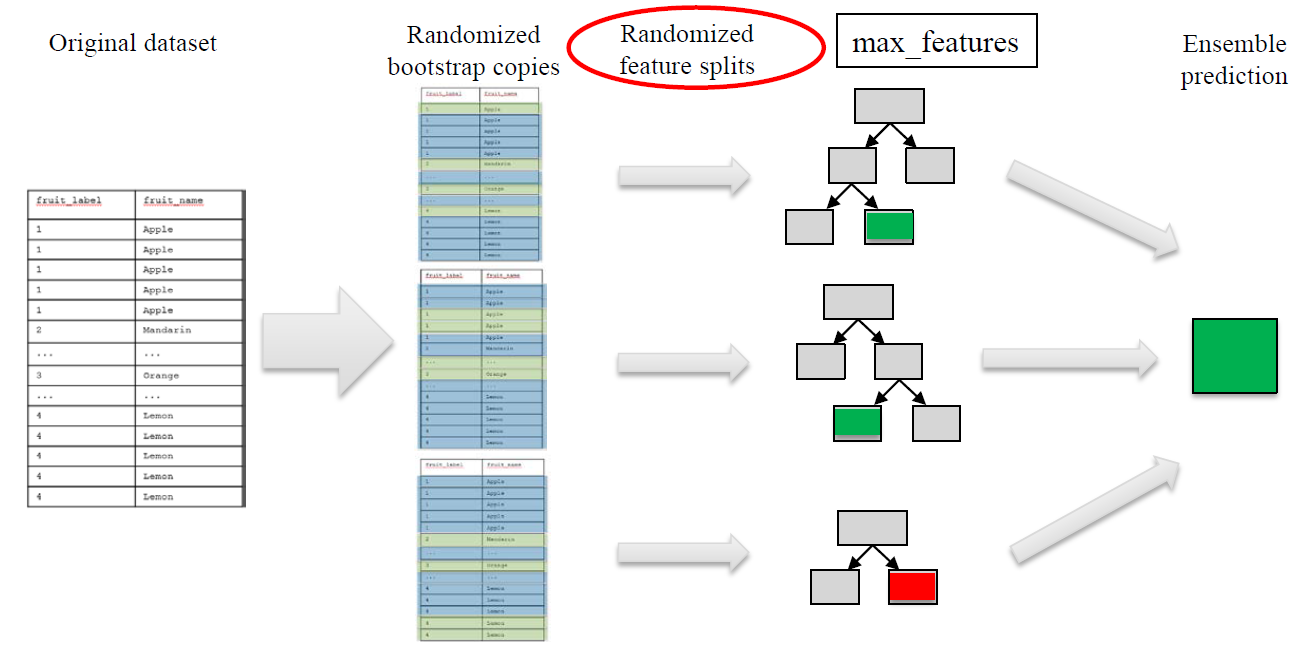 Original dataset
Randomized
bootstrap copies
Randomized
feature splits
max_features
Ensemble
prediction
fruit_label fruit_name
1 Apple
1 Apple
1 Apple
1 Apple
1 Apple
2 Mandarin
... ...
3 Orange
... ...
4 Lemon
4 Lemon
4 Lemon
4 Lemon
4 Lemon
fruit_label fruit_name
1 Apple
1 Apple
1 Apple
1 Apple
1 Apple
2 mandarin
... ...
3 Orange
... ...
4 Lemon
4 Lemon
4 Lemon
4 Lemon
4 Lemon
fruit_label fruit_name
1 Apple
1 Apple
1 Apple
1 Apple
1 Apple
2 Mandarin
... ...
3 Orange
... ...
4 Lemon
4 Lemon
4 Lemon
4 Lemon
4 Lemon
fruit_label fruit_name
1 Apple
1 Apple
1 Apple
1 Apple
1 Apple
2 Mandarin
... ...
3 Orange
... ...
4 Lemon
4 Lemon
4 Lemon
4 Lemon
4 Lemon